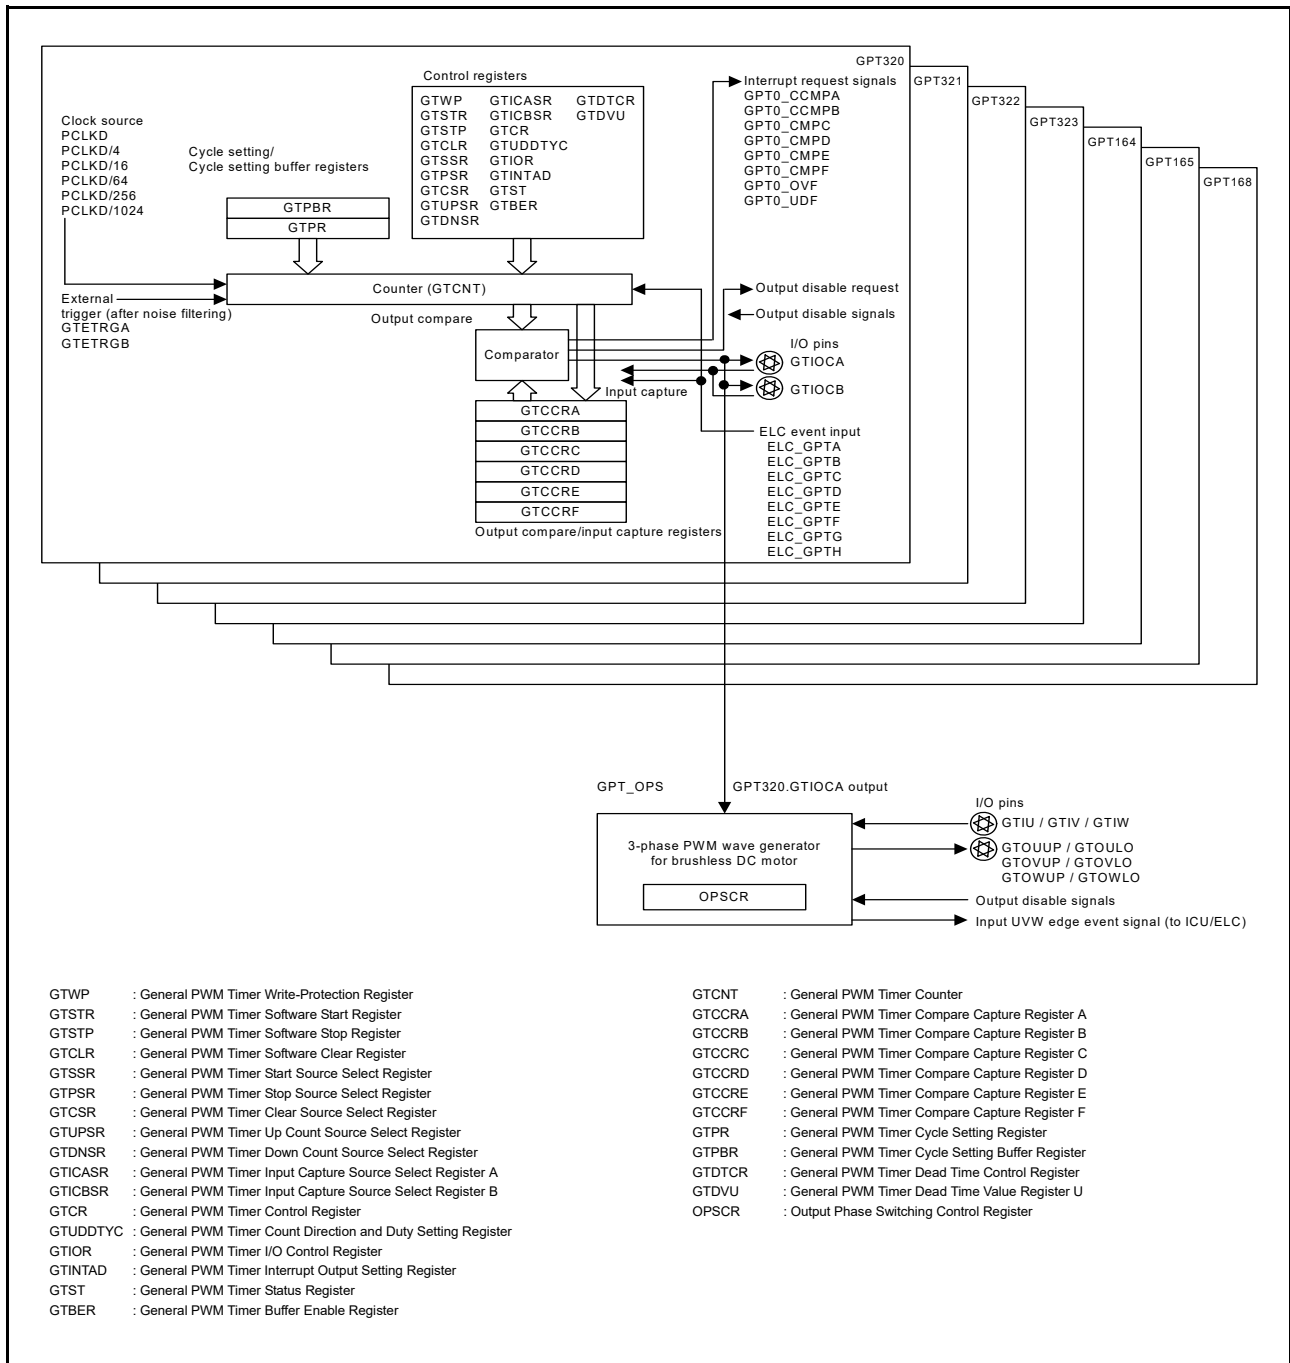 GPT320
GPT321
GPT322
GPT323
GPT164
GPT165
GPT168
Clock source
PCLKD
PCLKD/4
PCLKD/16
PCLKD/64
PCLKD/256
PCLKD/1024
Cycle setting/
Cycle setting buffer registers
GTPBR
GTPR
Control registers
GTWP GTICASR GTDTCR
GTSTR GTICBSR GTDVU
GTSTP GTCR
GTCLR GTUDDTYC
GTSSR GTIOR
GTPSR GTINTAD
GTCSR GTST
GTUPSR GTBER
GTDNSR
Interrupt request signals
GPT0_CCMPA
GPT0_CCMPB
GPT0_CMPC
GPT0_CMPD
GPT0_CMPE
GPT0_CMPF
GPT0_OVF
GPT0_UDF
Counter (GTCNT)
External
trigger (after noise filtering)
GTETRGA
GTETRGB
Output compare
Comparator
Output disable request
Output disable signals
I/O pins
GTIOCA
GTIOCB
Input capture
GTCCRA
GTCCRB
GTCCRC
GTCCRD
GTCCRE
GTCCRF
Output compare/input capture registers
ELC event input
ELC_GPTA
ELC_GPTB
ELC_GPTC
ELC_GPTD
ELC_GPTE
ELC_GPTF
ELC_GPTG
ELC_GPTH
GPT_OPS
GPT320.GTIOCA output
3-phase PWM wave generator
for brushless DC motor
OPSCR
I/O pins
GTIU / GTIV / GTIW
GTOUUP / GTOULO
GTOVUP / GTOVLO
GTOWUP / GTOWLO
Output disable signals
Input UVW edge event signal (to ICU/ELC)
GTWP : General PWM Timer Write-Protection Register
GTSTR : General PWM Timer Software Start Register
GTSTP : General PWM Timer Software Stop Register
GTCLR : General PWM Timer Software Clear Register
GTSSR : General PWM Timer Start Source Select Register
GTPSR : General PWM Timer Stop Source Select Register
GTCSR : General PWM Timer Clear Source Select Register
GTUPSR : General PWM Timer Up Count Source Select Register
GTDNSR : General PWM Timer Down Count Source Select Register
GTICASR : General PWM Timer Input Capture Source Select Register A
GTICBSR : General PWM Timer Input Capture Source Select Register B
GTCR : General PWM Timer Control Register
GTUDDTYC : General PWM Timer Count Direction and Duty Setting Register
GTIOR : General PWM Timer I/O Control Register
GTINTAD : General PWM Timer Interrupt Output Setting Register
GTST : General PWM Timer Status Register
GTBER : General PWM Timer Buffer Enable Register
GTCNT : General PWM Timer Counter
GTCCRA : General PWM Timer Compare Capture Register A
GTCCRB : General PWM Timer Compare Capture Register B
GTCCRC : General PWM Timer Compare Capture Register C
GTCCRD : General PWM Timer Compare Capture Register D
GTCCRE : General PWM Timer Compare Capture Register E
GTCCRF : General PWM Timer Compare Capture Register F
GTPR : General PWM Timer Cycle Setting Register
GTPBR : General PWM Timer Cycle Setting Buffer Register
GTDTCR : General PWM Timer Dead Time Control Register
GTDVU : General PWM Timer Dead Time Value Register U
OPSCR : Output Phase Switching Control Register